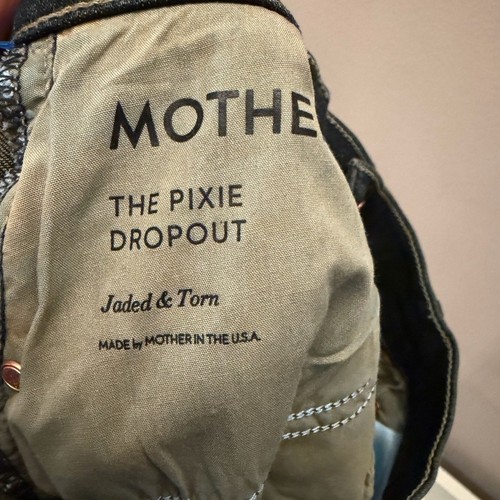 MOTHE
THE PIXIE
DROPOUT
Jaded & Torn
MADE by MOTHER IN THE U.S.A.